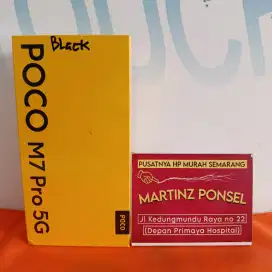 Black
POCO M7 Pro 5G
POCO
PUSATNYA HP MURAH SEMARANG
MARTINZ PONSEL
Jl Kedungmundu Raya no 22
(Depan Primaya Hospital)